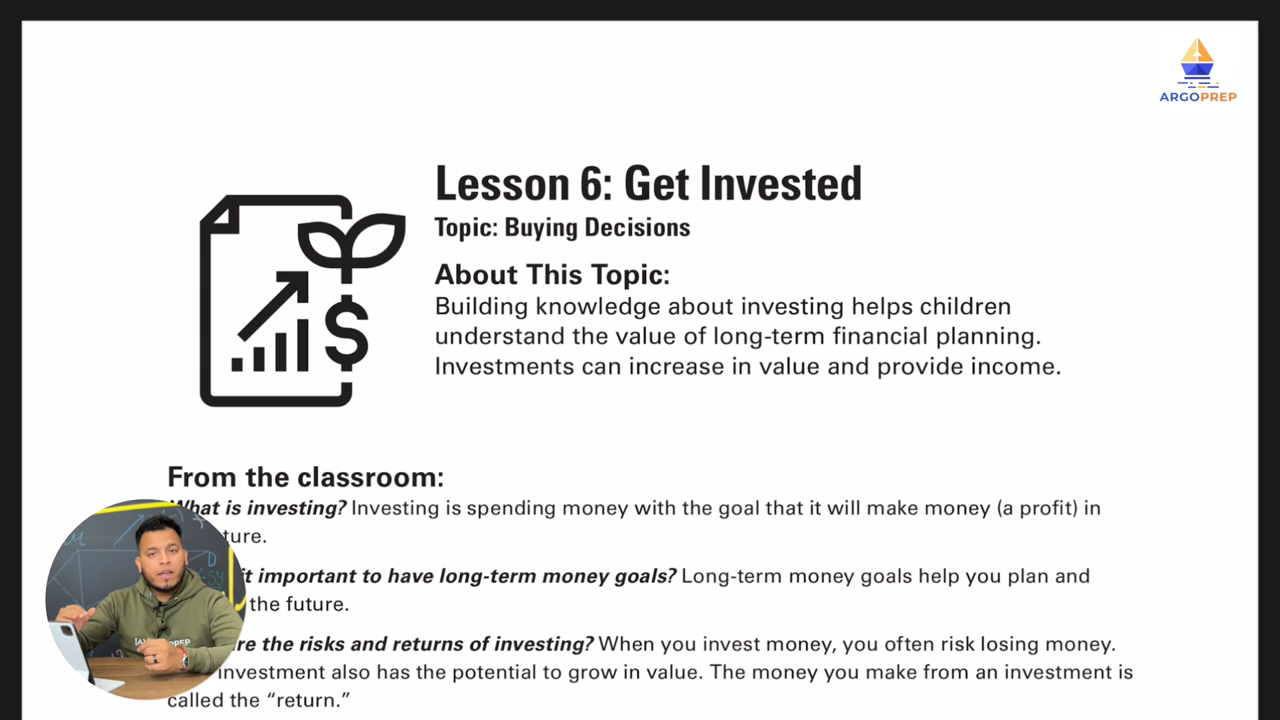 ARGOPREP
Lesson 6: Get Invested
Topic: Buying Decisions
About This Topic:
Building knowledge about investing helps children
understand the value of long-term financial planning.
Investments can increase in value and provide income.
$
From the classroom:
What is investing? Investing is spending money with the goal that it will make money (a profit) in
ture.
it important to have long-term money goals? Long-term money goals help you plan and
the future.
re the risks and returns of investing? When you invest money, you often risk losing money.
investment also has the potential to grow in value. The money you make from an investment is
called the “return.”